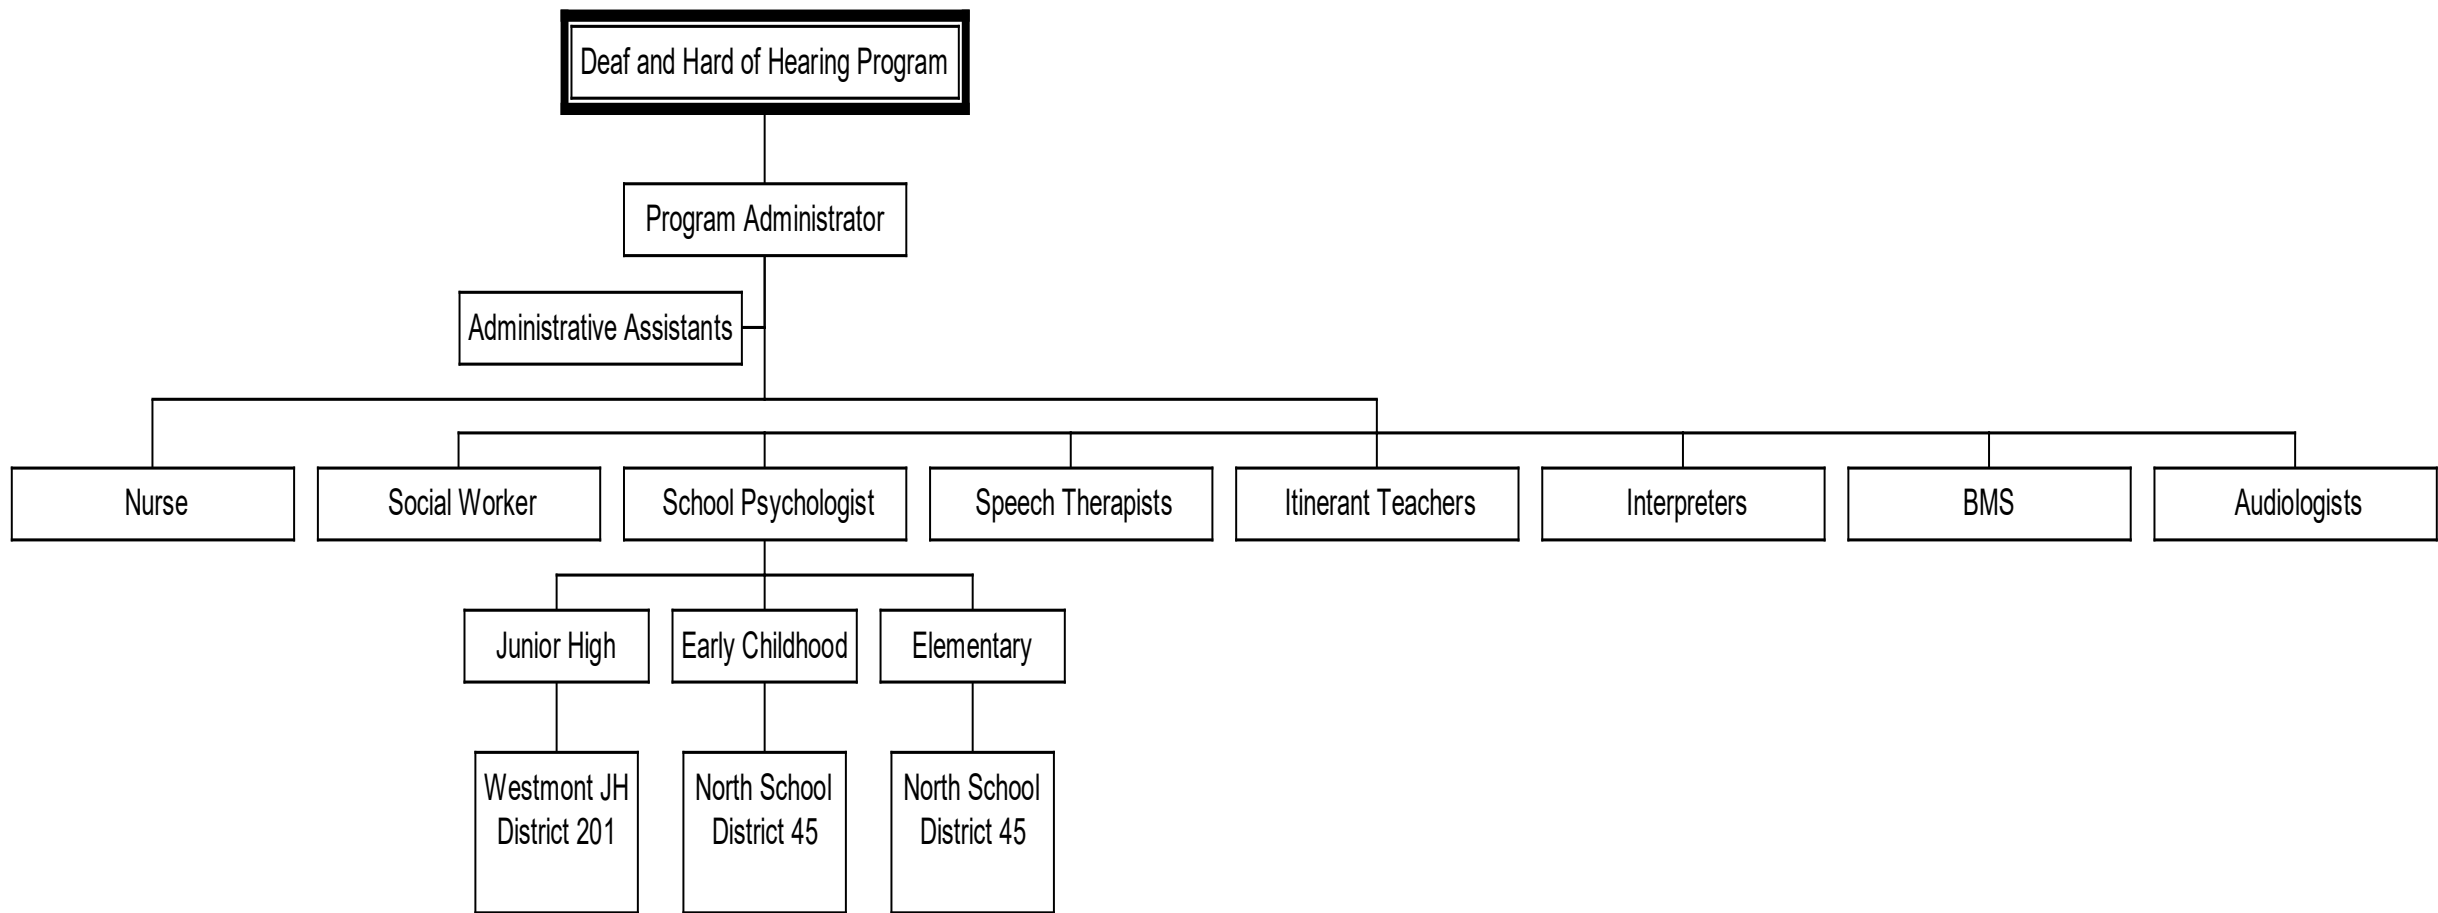 Deaf and Hard of Hearing Program
Program Administrator
Administrative Assistants
Nurse
Social Worker
School Psychologist
Speech Therapists
Itinerant Teachers
Interpreters
BMS
Audiologists
Junior High
Early Childhood
Elementary
Westmont JH
District 201
North School
District 45
North School
District 45